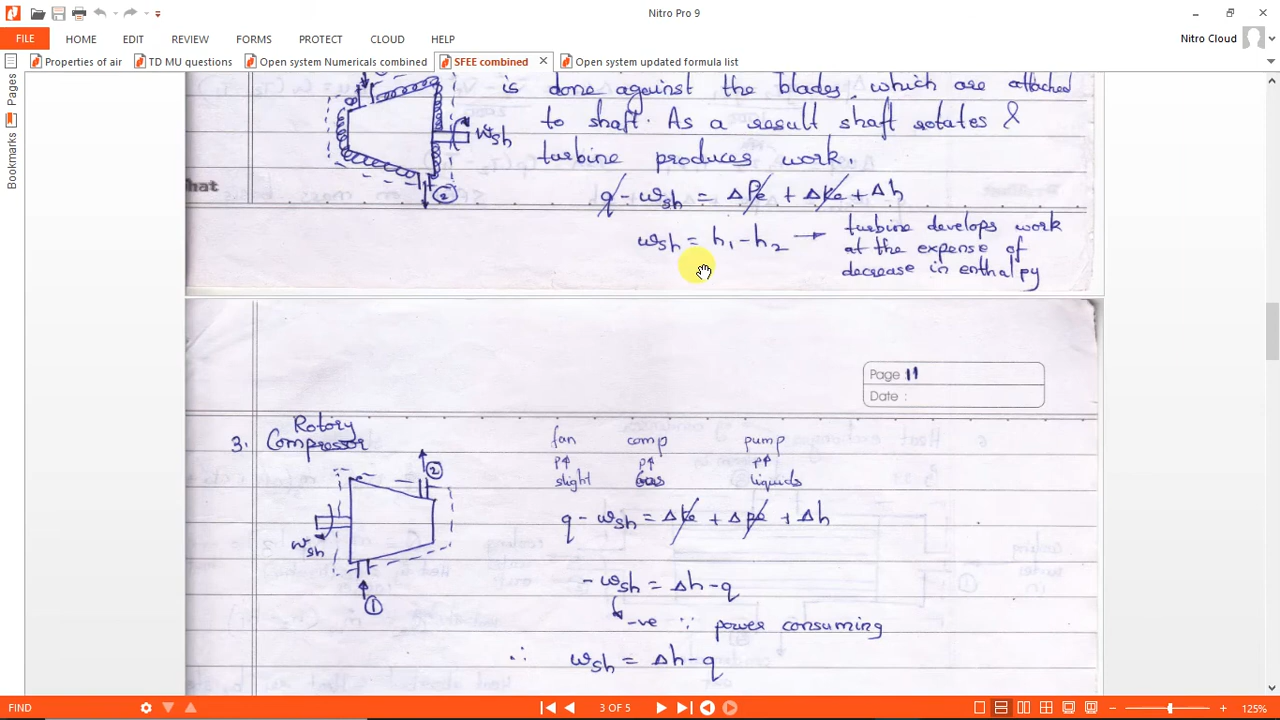 Nitro Pro 9
FILE HOME EDIT REVIEW FORMS PROTECT CLOUD HELP
Nitro Cloud
Properties of air TD MU questions Open system Numericals combined SFEE combined Open system updated formula list
Pages
Bookmarks
is done against the blades, which are attached
to shaft. As a result shaft rotates &
turbine produces work.
Wsh
②
hat
q - wsh = ΔPe + ΔKe + Δh
wsh = h1 - h2 → turbine develops work
at the expense of
decrease in enthalpy
Page 11
Date :
3. Rotory
Compressor
fan comp pump
P↑ P↑ P↑
slight Gas liquids
②
wsh
①
q - wsh = ΔKe + ΔPe + Δh
-wsh = Δh - q
-ve ∵ power consuming
∴ wsh = Δh - q
FIND
3 OF 5
125%